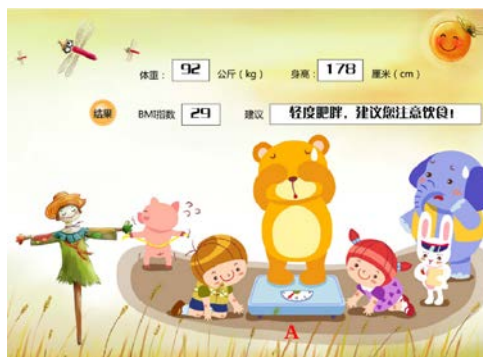 体重： 92 公斤（kg） 身高： 178 厘米（cm）
结果 BMI指数 29 建议 轻度肥胖，建议您注意饮食！
A